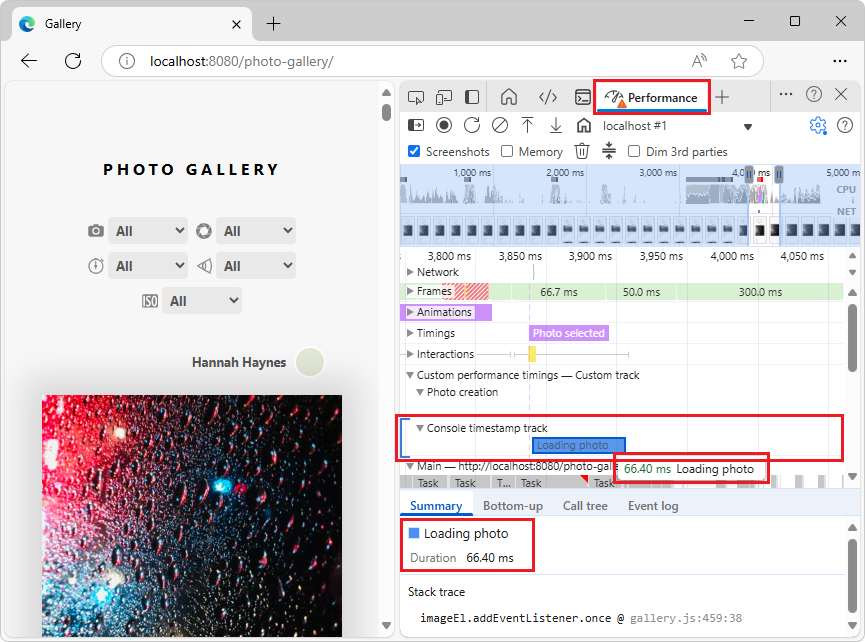 Gallery
localhost:8080/photo-gallery/
Performance
localhost #1
Screenshots
Memory
Dim 3rd parties
1,000 ms
2,000 ms
3,000 ms
ms
5,000 m
CPU
NET
3,800 ms
3,850 ms
3,900 ms
3,950 ms
4,000 ms
4,050 ms
Network
Frames
66.7 ms
50.0 ms
300.0 ms
Animations
Timings
Photo selected
Interactions
Custom performance timings — Custom track
Photo creation
Console timestamp track
Loading photo
Main — http://localhost:8080/photo-galle
66.40 ms Loading photo
Task
Task
T...
Task
Task
Summary
Bottom-up
Call tree
Event log
Loading photo
Duration 66.40 ms
Stack trace
imageEl.addEventListener.once @ gallery.js:459:38
PHOTO GALLERY
All
All
All
All
ISO
All
Hannah Haynes